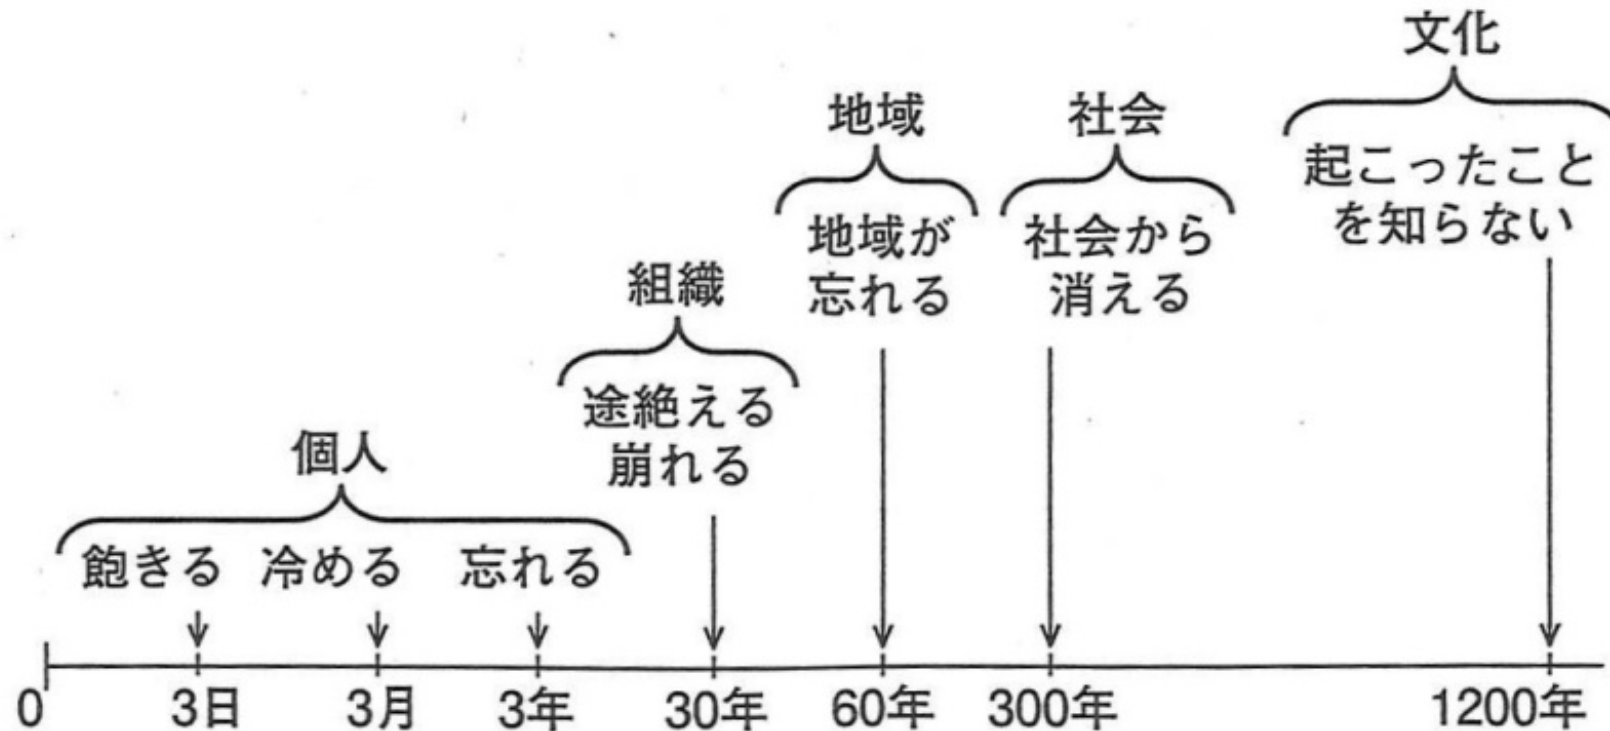 文化
地域
社会
起こったこと
を知らない
地域が
忘れる
社会から
消える
組織
途絶える
崩れる
個人
飽きる 冷める 忘れる
0 3日 3月 3年 30年 60年 300年 1200年